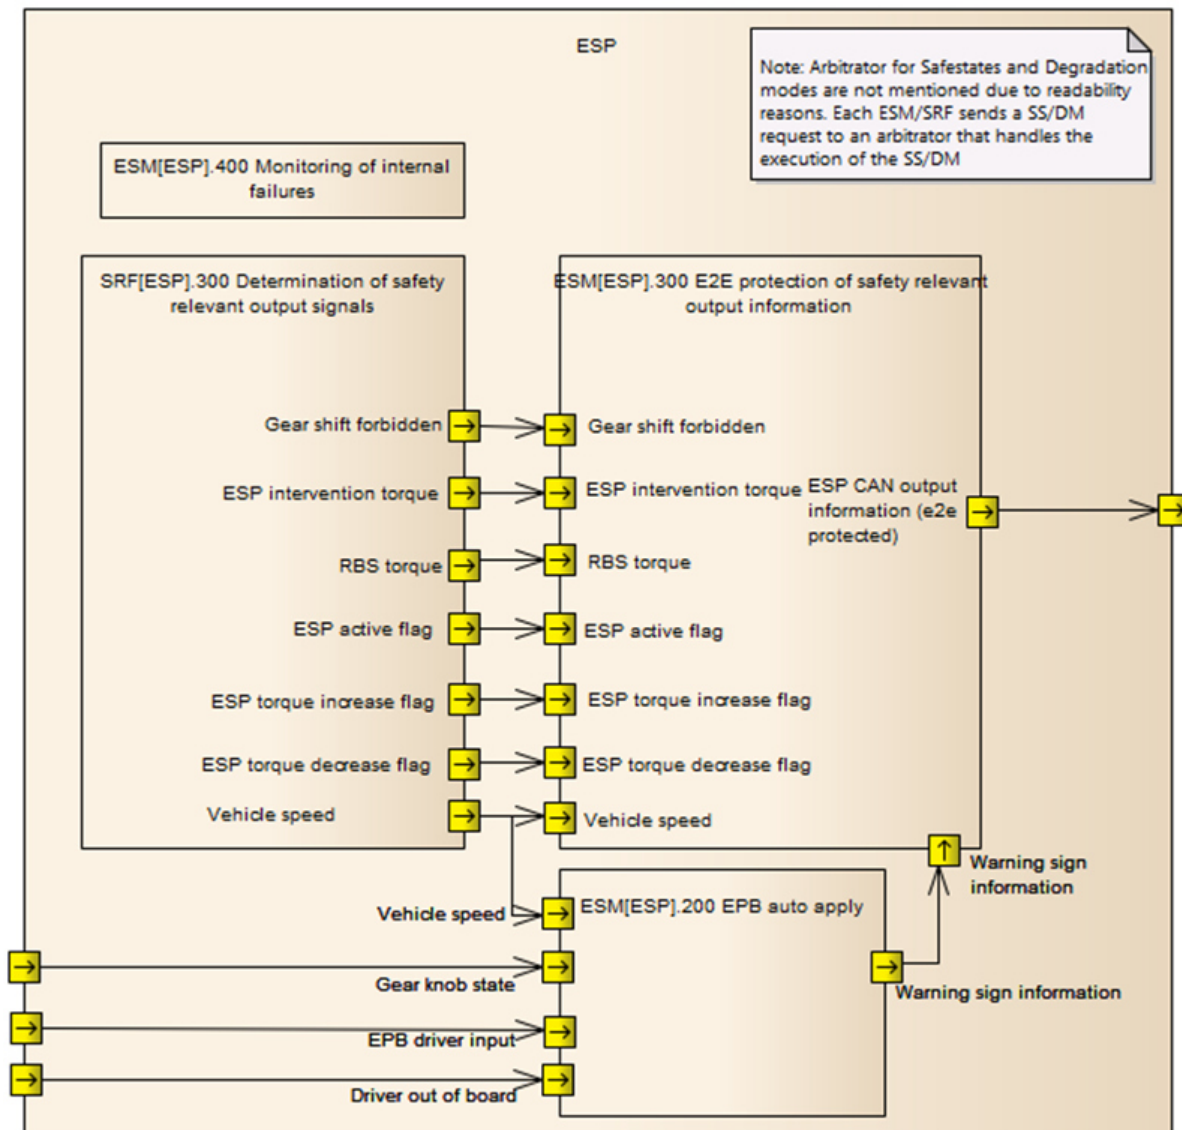 ESP
Note: Arbitrator for Safestates and Degradation
modes are not mentioned due to readability
reasons. Each ESM/SRF sends a SS/DM
request to an arbitrator that handles the
execution of the SS/DM
ESM[ESP].400 Monitoring of internal
failures
SRF[ESP].300 Determination of safety
relevant output signals
ESM[ESP].300 E2E protection of safety relevant
output information
Gear shift forbidden
Gear shift forbidden
ESP intervention torque
ESP intervention torque
ESP CAN output
information (e2e
protected)
RBS torque
RBS torque
ESP active flag
ESP active flag
ESP torque increase flag
ESP torque increase flag
ESP torque decrease flag
ESP torque decrease flag
Vehicle speed
Vehicle speed
Warning sign
information
Vehicle speed
ESM[ESP].200 EPB auto apply
Gear knob state
Warning sign information
EPB driver input
Driver out of board